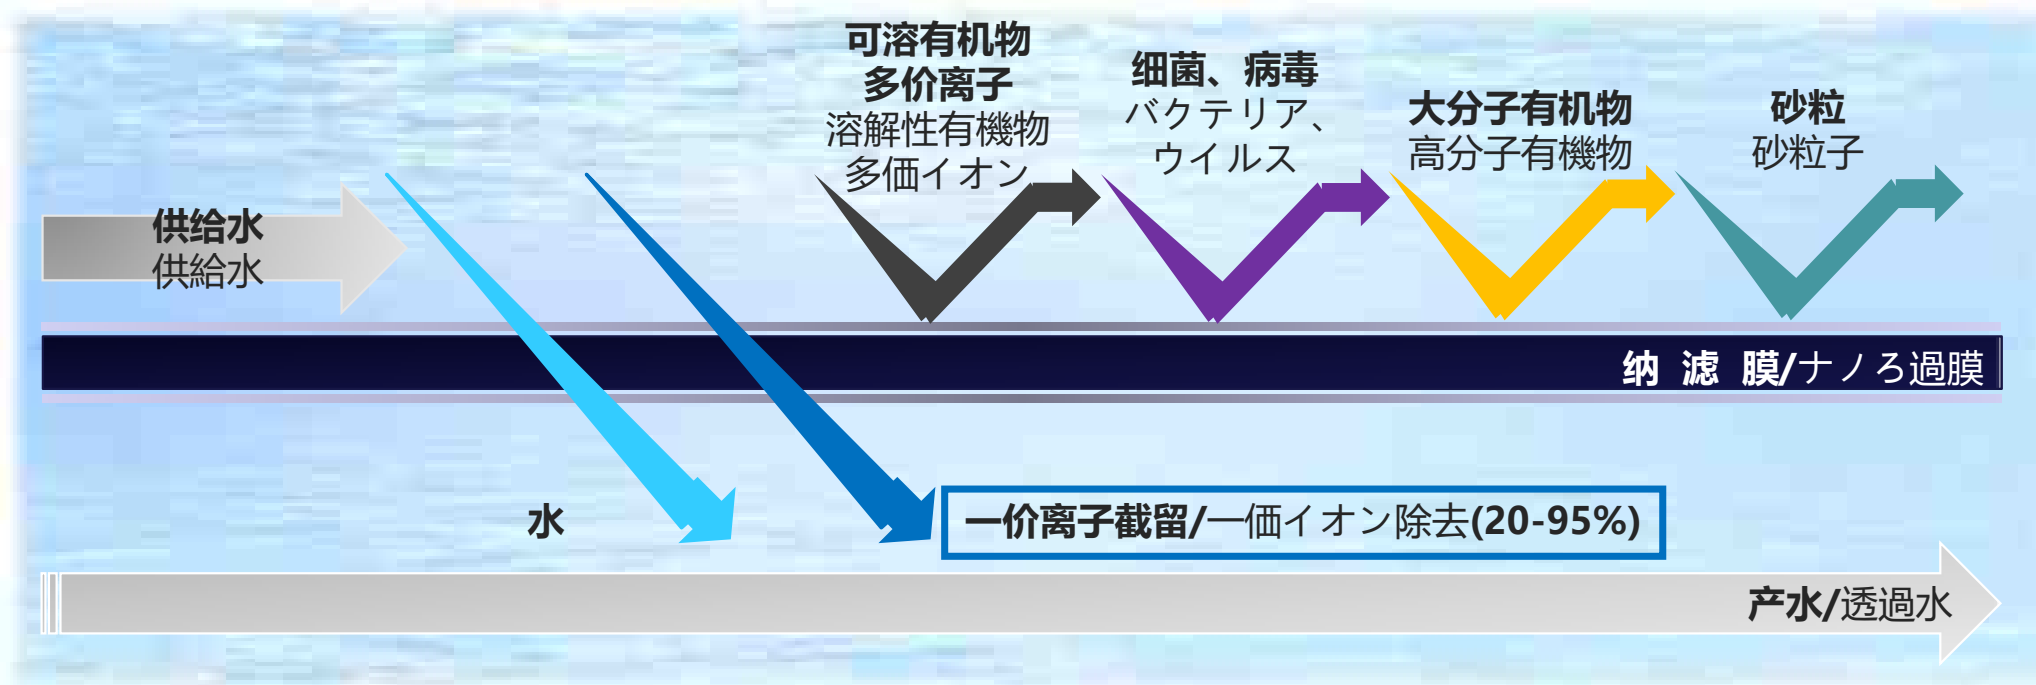 可溶有机物
多价离子
溶解性有機物
多価イオン
细菌、病毒
バクテリア、
ウイルス
大分子有机物
高分子有機物
砂粒
砂粒子
供给水
供給水
纳 滤 膜/ナノろ過膜
水
一价离子截留/一価イオン除去(20-95%)
产水/透過水